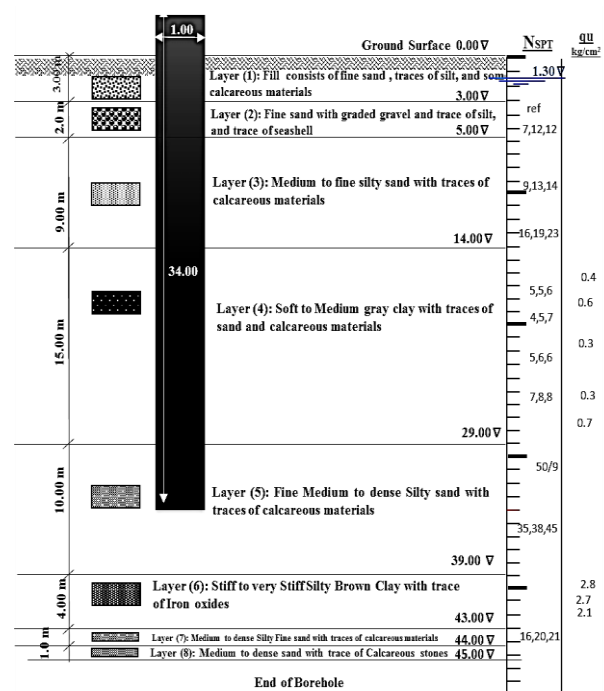 1.00
Ground Surface 0.00∇
NSPT
qu
kg/cm²
3.00 m
Layer (1): Fill consists of fine sand , traces of silt, and som
calcareous materials
3.00∇
1.30∇
2.0 m
Layer (2): Fine sand with graded gravel and trace of silt,
and trace of seashell
5.00∇
ref
7,12,12
9.00 m
Layer (3): Medium to fine silty sand with traces of
calcareous materials
14.00∇
9,13,14
16,19,23
34.00
15.00 m
Layer (4): Soft to Medium gray clay with traces of
sand and calcareous materials
29.00∇
5,5,6
4,5,7
5,6,6
7,8,8
0.4
0.6
0.3
0.3
0.7
10.00 m
Layer (5): Fine Medium to dense Silty sand with
traces of calcareous materials
39.00 ∇
50/9
35,38,45
4.00 m
Layer (6): Stiff to very Stiff Silty Brown Clay with trace
of Iron oxides
43.00∇
2.8
2.7
2.1
1.0 m
Layer (7): Medium to dense Silty Fine sand with traces of calcareous materials
44.00∇
16,20,21
Layer (8): Medium to dense sand with trace of Calcareous stones
45.00∇
End of Borehole